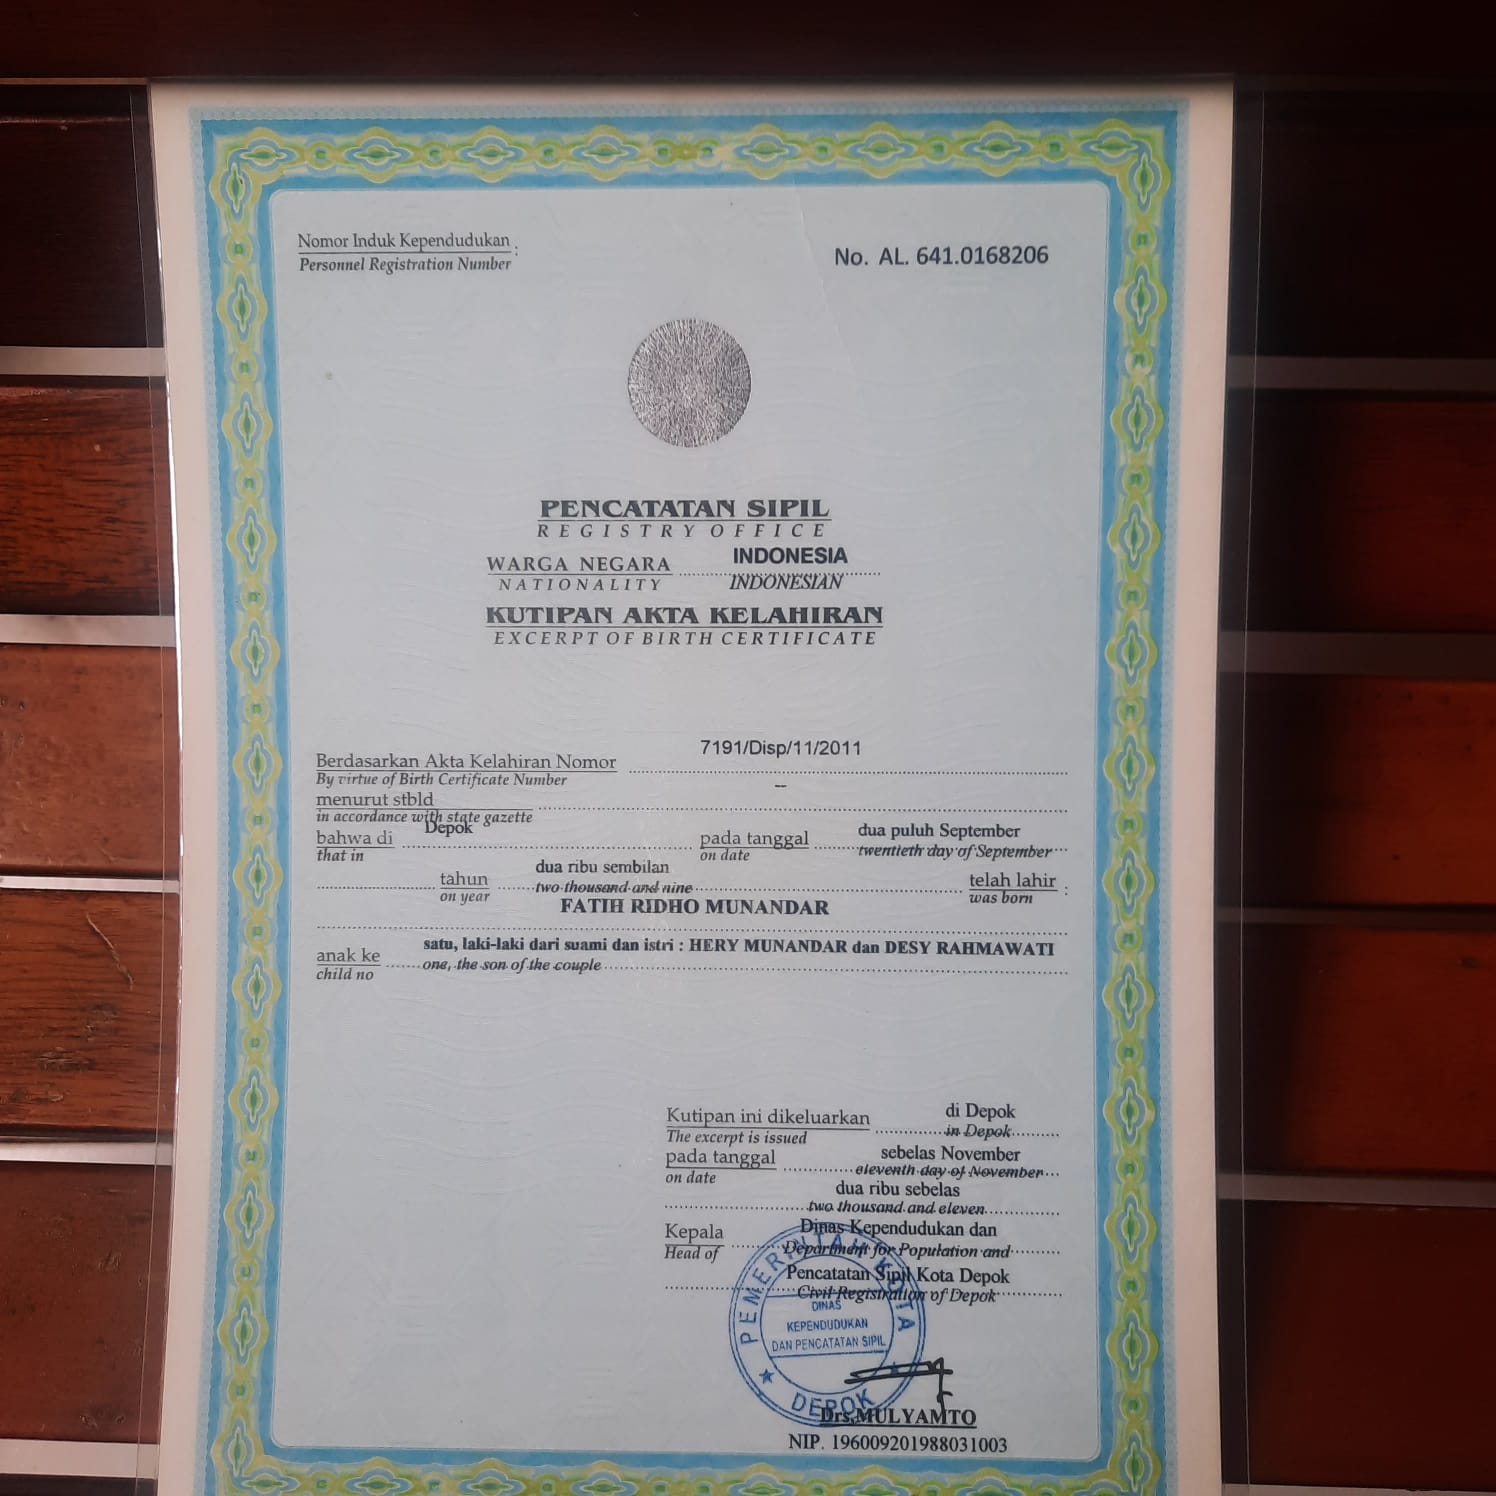 Nomor Induk Kependudukan :
Personnel Registration Number
No. AL. 641.0168206
PENCATATAN SIPIL
REGISTRY OFFICE
WARGA NEGARA INDONESIA
NATIONALITY INDONESIAN
KUTIPAN AKTA KELAHIRAN
EXCERPT OF BIRTH CERTIFICATE
Berdasarkan Akta Kelahiran Nomor 7191/Disp/11/2011
By virtue of Birth Certificate Number
menurut stbld --
in accordance with state gazette
bahwa di Depok pada tanggal dua puluh September
that in on date twentieth day of September
tahun dua ribu sembilan telah lahir :
on year two thousand and nine was born
FATIH RIDHO MUNANDAR
anak ke satu, laki-laki dari suami dan istri : HERY MUNANDAR dan DESY RAHMAWATI
child no one, the son of the couple
Kutipan ini dikeluarkan di Depok
The excerpt is issued in Depok
pada tanggal sebelas November
on date eleventh day of November
dua ribu sebelas
two thousand and eleven
Kepala Dinas Kependudukan dan
Head of Department for Population and
Pencatatan Sipil Kota Depok
Civil Registration of Depok
PEMERINTAH KOTA
DINAS
KEPENDUDUKAN
DAN PENCATATAN SIPIL
DEPOK
Drs.MULYAMTO
NIP. 196009201988031003